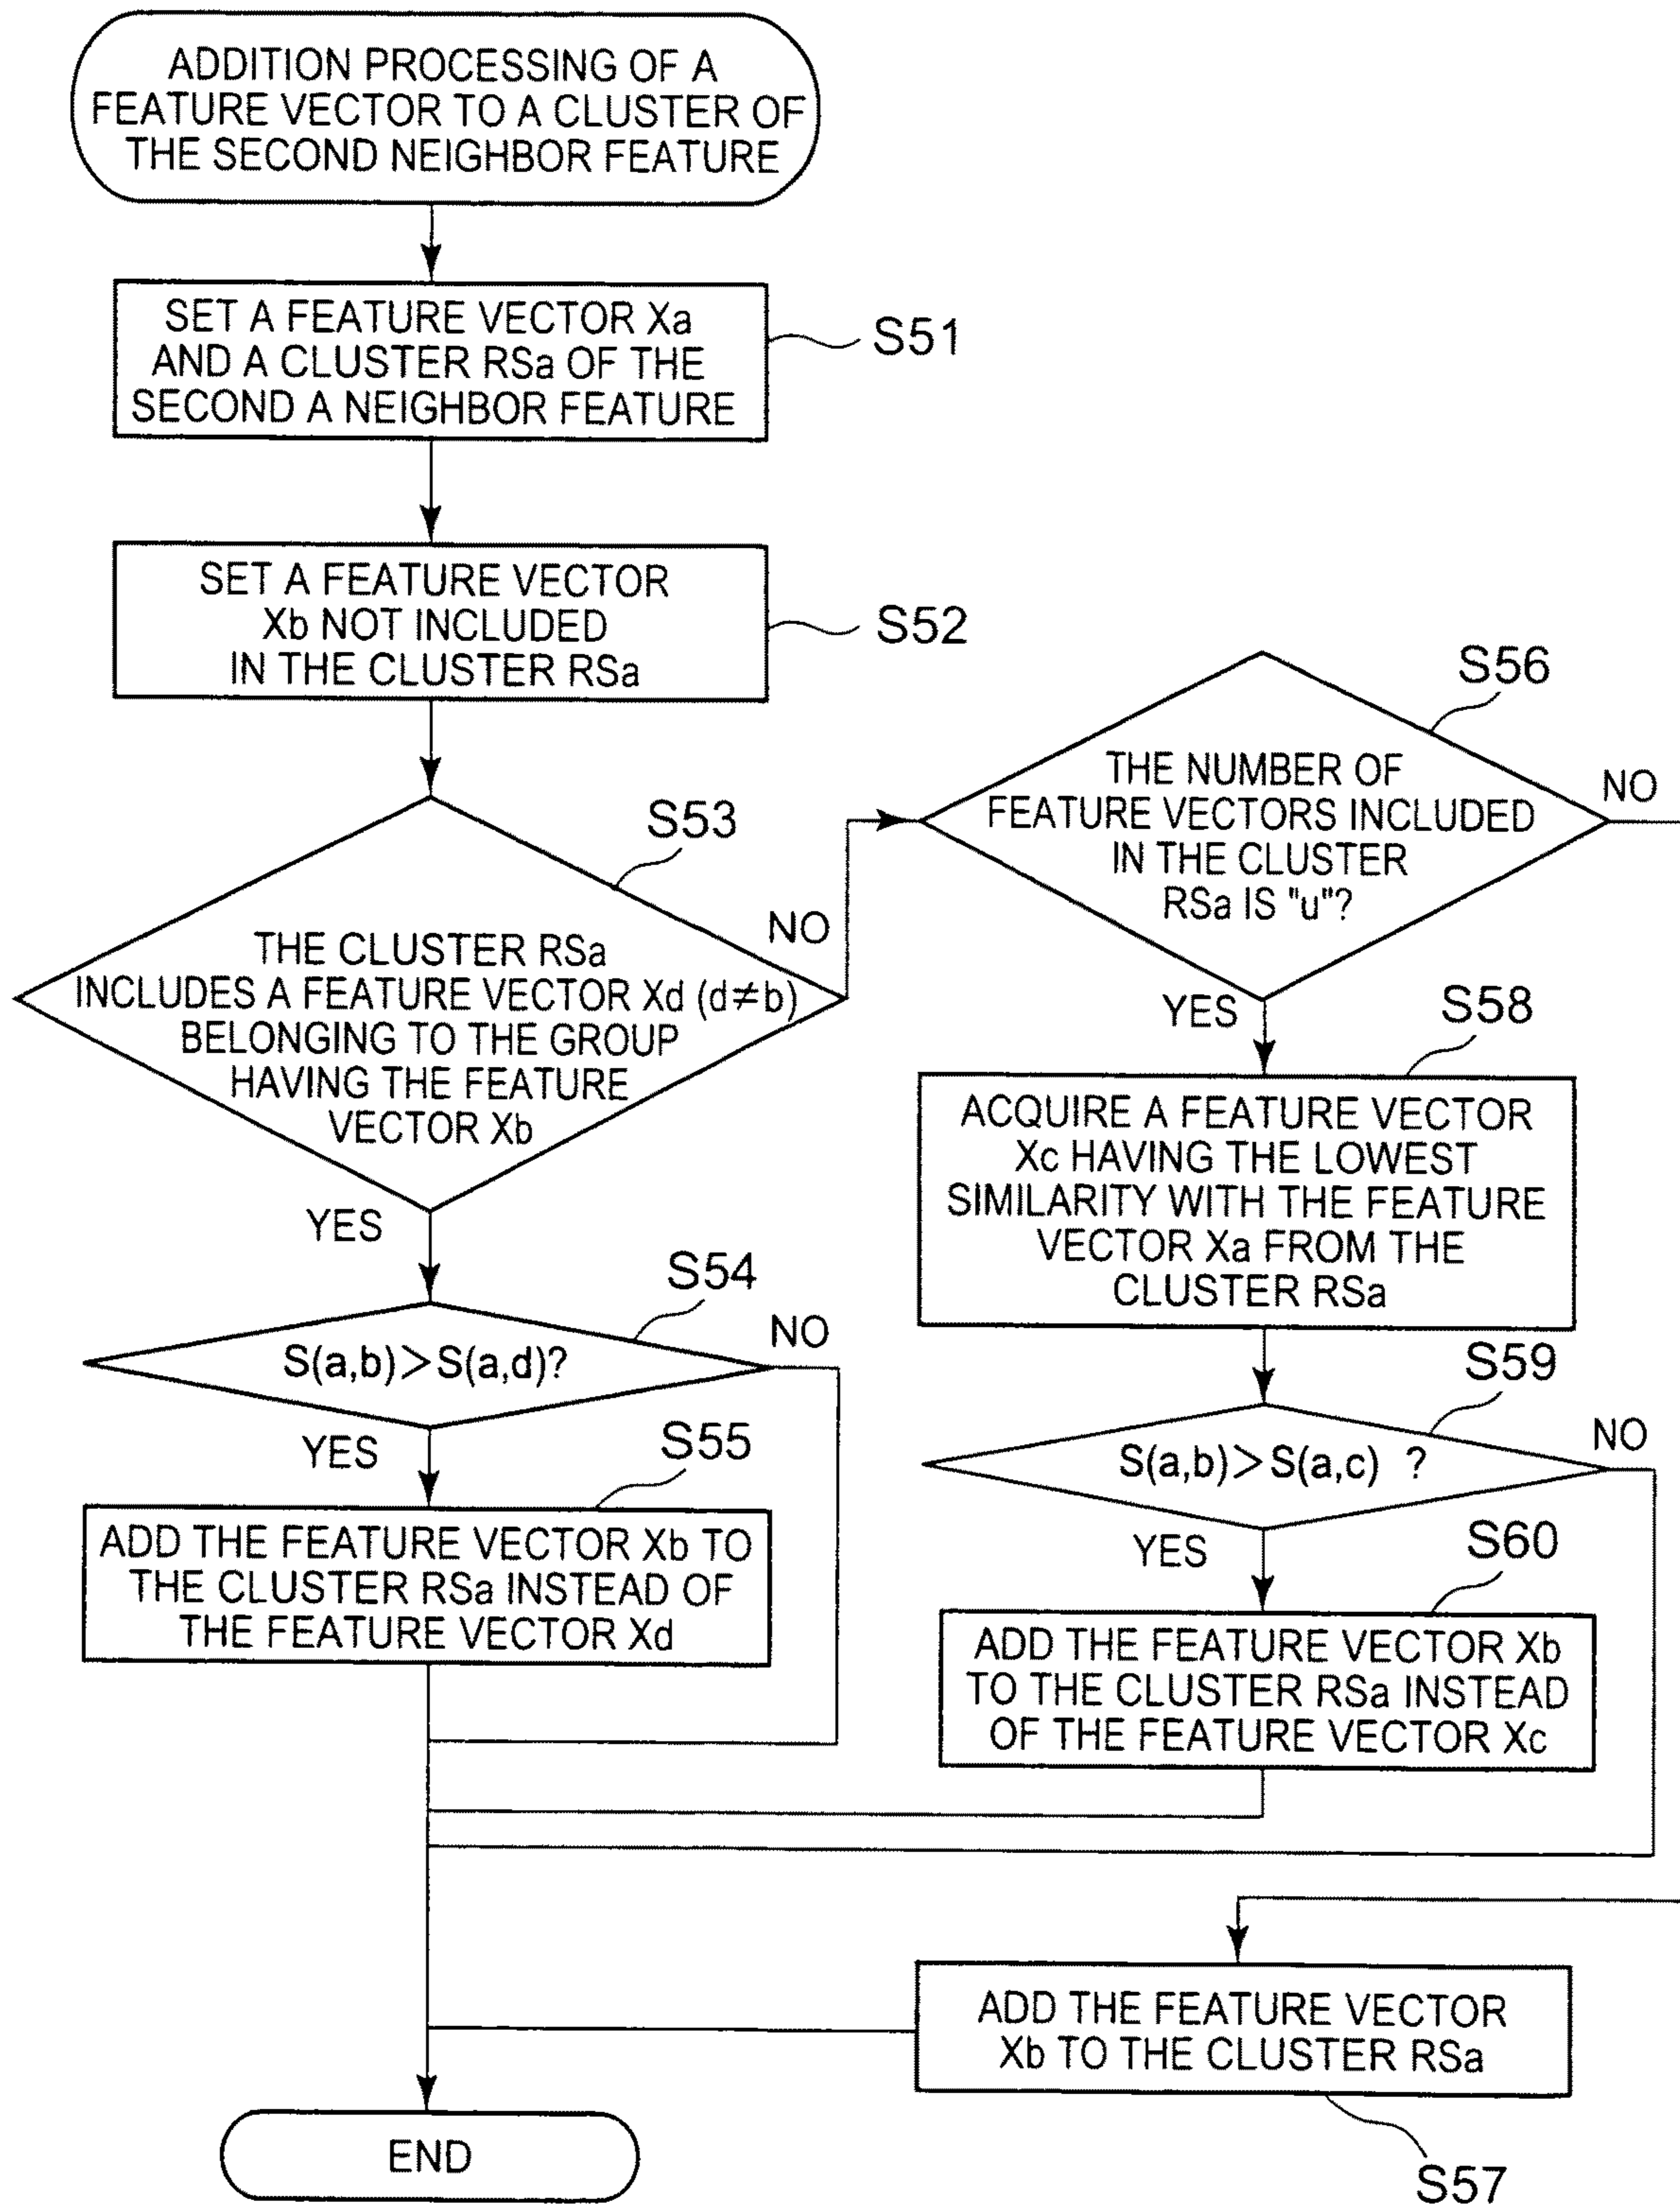 ADDITION PROCESSING OF A
FEATURE VECTOR TO A CLUSTER OF
THE SECOND NEIGHBOR FEATURE
SET A FEATURE VECTOR Xa
AND A CLUSTER RSa OF THE
SECOND A NEIGHBOR FEATURE
S51
SET A FEATURE VECTOR
Xb NOT INCLUDED
IN THE CLUSTER RSa
S52
S53
THE CLUSTER RSa
INCLUDES A FEATURE VECTOR Xd (d≠b)
BELONGING TO THE GROUP
HAVING THE FEATURE
VECTOR Xb
NO
YES
S54
S(a,b)>S(a,d)?
NO
YES
S55
ADD THE FEATURE VECTOR Xb TO
THE CLUSTER RSa INSTEAD OF
THE FEATURE VECTOR Xd
S56
THE NUMBER OF
FEATURE VECTORS INCLUDED
IN THE CLUSTER
RSa IS "u"?
NO
YES
S58
ACQUIRE A FEATURE VECTOR
Xc HAVING THE LOWEST
SIMILARITY WITH THE FEATURE
VECTOR Xa FROM THE
CLUSTER RSa
S59
S(a,b)>S(a,c) ?
NO
YES
S60
ADD THE FEATURE VECTOR Xb
TO THE CLUSTER RSa INSTEAD
OF THE FEATURE VECTOR Xc
ADD THE FEATURE VECTOR
Xb TO THE CLUSTER RSa
S57
END